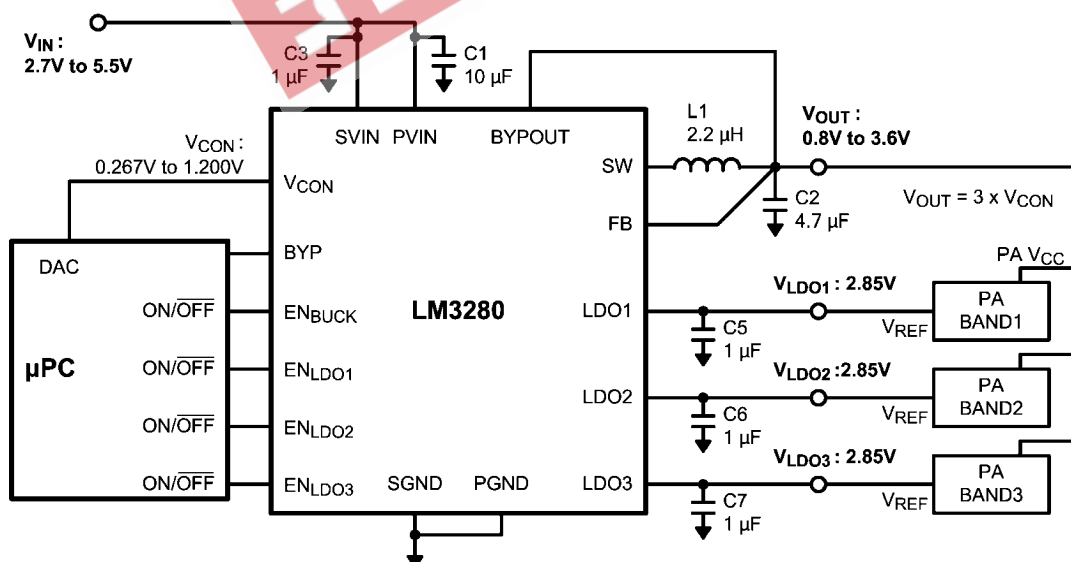 VIN :
2.7V to 5.5V
C3
1 µF
C1
10 µF
SVIN PVIN BYPOUT
L1
2.2 µH
VOUT :
0.8V to 3.6V
VCON :
0.267V to 1.200V
VCON
SW
C2
4.7 µF
VOUT = 3 x VCON
FB
DAC
BYP
PA VCC
ON/OFF
ENBUCK
LM3280
LDO1
VLDO1 : 2.85V
VREF
PA
BAND1
C5
1 µF
µPC
ON/OFF
ENLDO1
ON/OFF
ENLDO2
LDO2
VLDO2 :2.85V
VREF
PA
BAND2
C6
1 µF
ON/OFF
ENLDO3
SGND
PGND
LDO3
VLDO3 : 2.85V
VREF
PA
BAND3
C7
1 µF